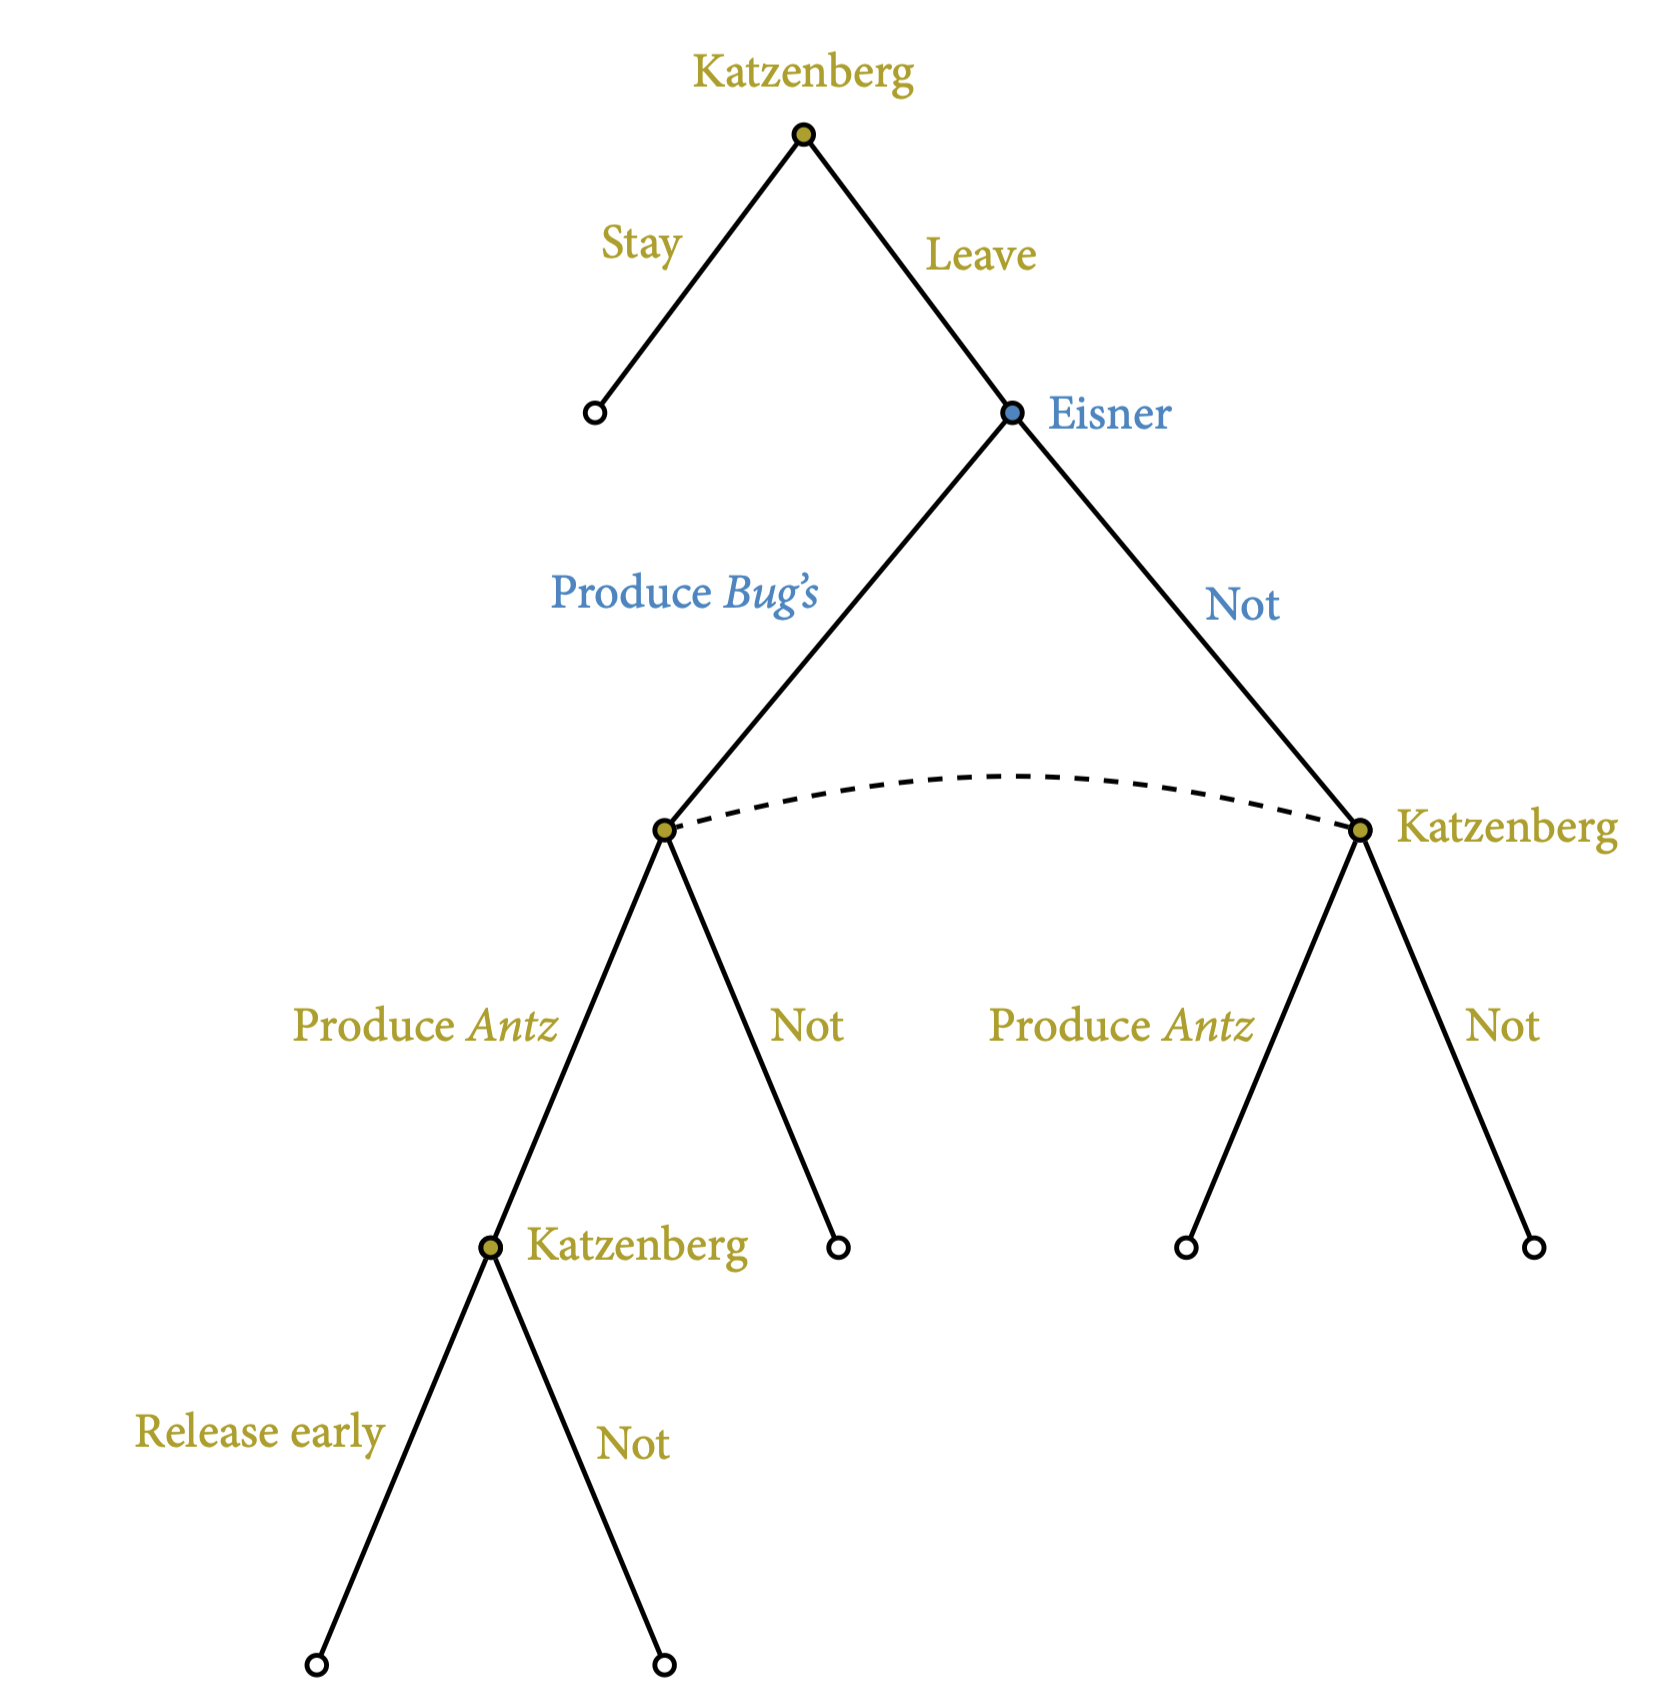 Katzenberg
Stay
Leave
Eisner
Produce Bug’s
Not
Katzenberg
Produce Antz
Not
Produce Antz
Not
Katzenberg
Release early
Not